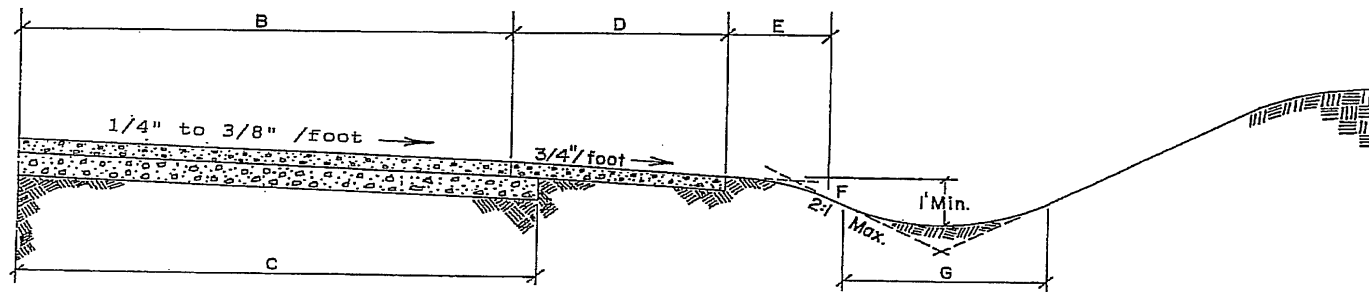 B
D
E
1/4" to 3/8" /foot
3/4"/foot
F
1' Min.
2:1
Max.
C
G